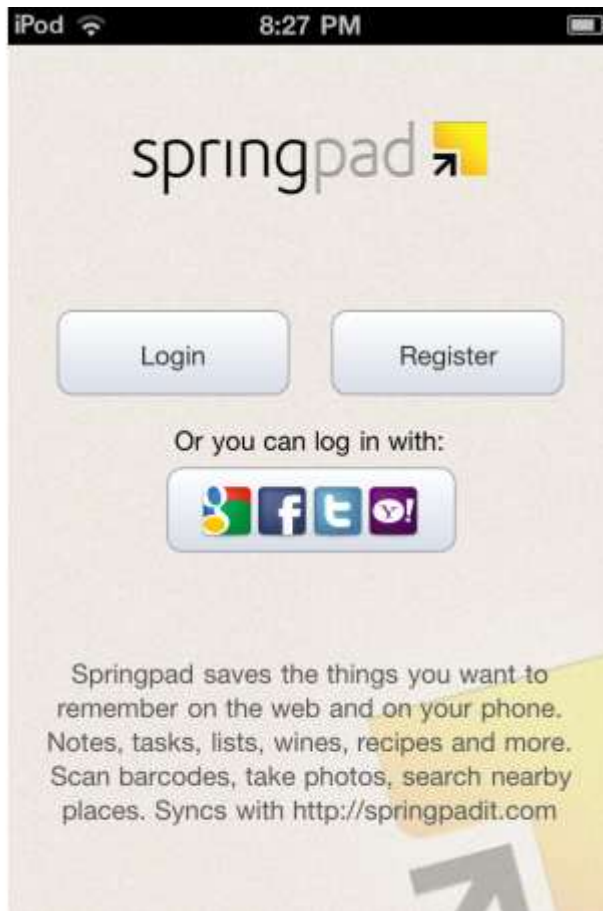 iPod 8:27 PM
springpad
Login Register
Or you can log in with:
Springpad saves the things you want to
remember on the web and on your phone.
Notes, tasks, lists, wines, recipes and more.
Scan barcodes, take photos, search nearby
places. Syncs with http://springpadit.com